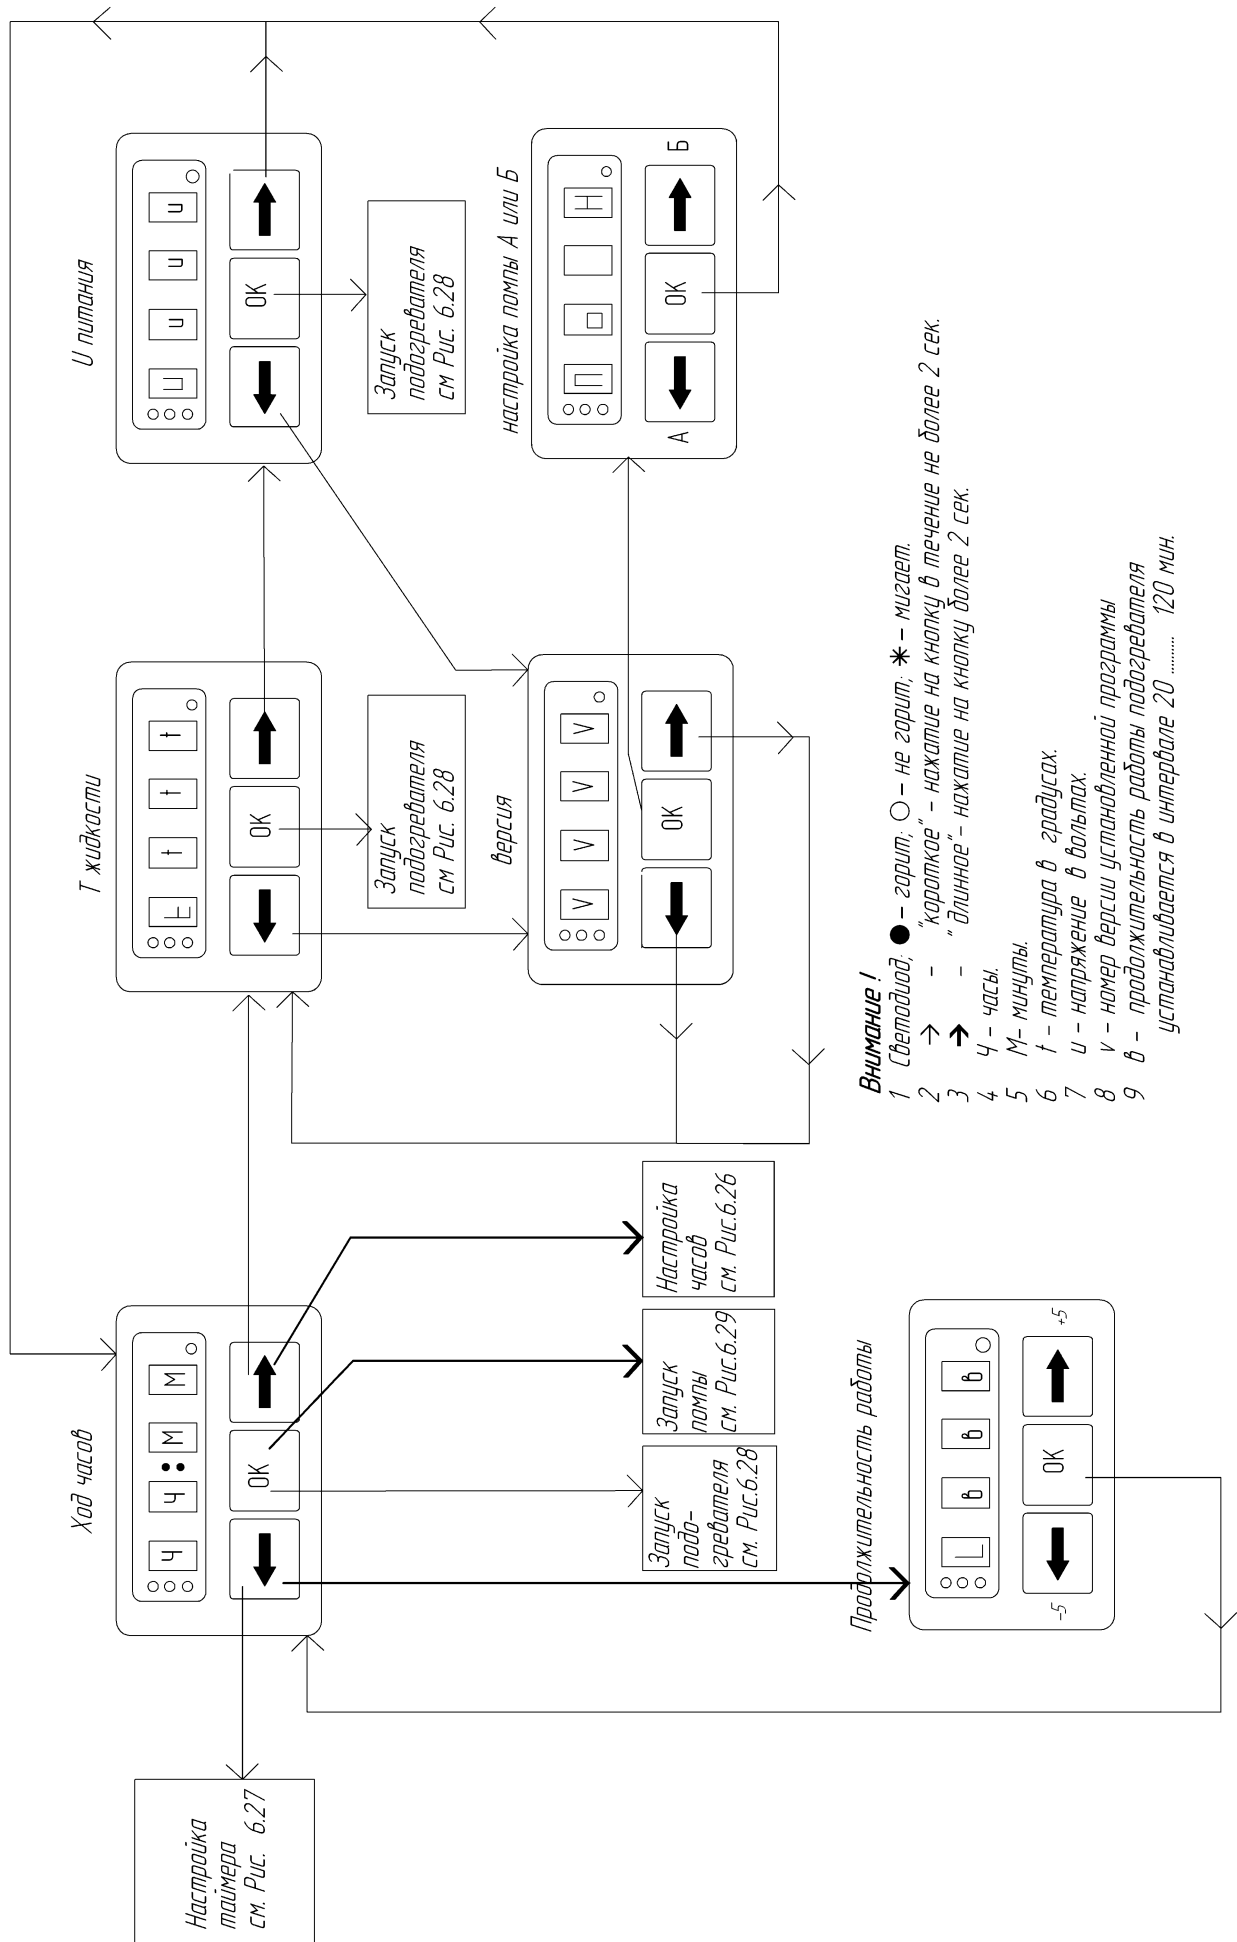 Ход часов
Ч Ч : М М
ОК
Настройка
таймера
см. Рис. 6.27
Запуск
подо-
гревателя
см. Рис.6.28
Запуск
помпы
см. Рис.6.29
Настройка
часов
см. Рис.6.26
Т жидкости
t t t t
ОК
Запуск
подогревателя
см Рис. 6.28
U питания
U u u u
ОК
Запуск
подогревателя
см Рис. 6.28
версия
V V V V
ОК
настройка помпы А или Б
П о Н
А
ОК
Б
Продолжительность работы
L в в в
-5
ОК
+5
Внимание !
1 Светодиод; ● – горит; ○ – не горит; ✳ – мигает.
2 → – "короткое" – нажатие на кнопку в течение не более 2 сек.
3 → – "длинное"– нажатие на кнопку более 2 сек.
4 Ч – часы.
5 М– минуты.
6 t – температура в градусах.
7 u – напряжение в вольтах.
8 v – номер версии установленной программы
9 в – продолжительность работы подогревателя
устанавливается в интервале 20 ......... 120 мин.